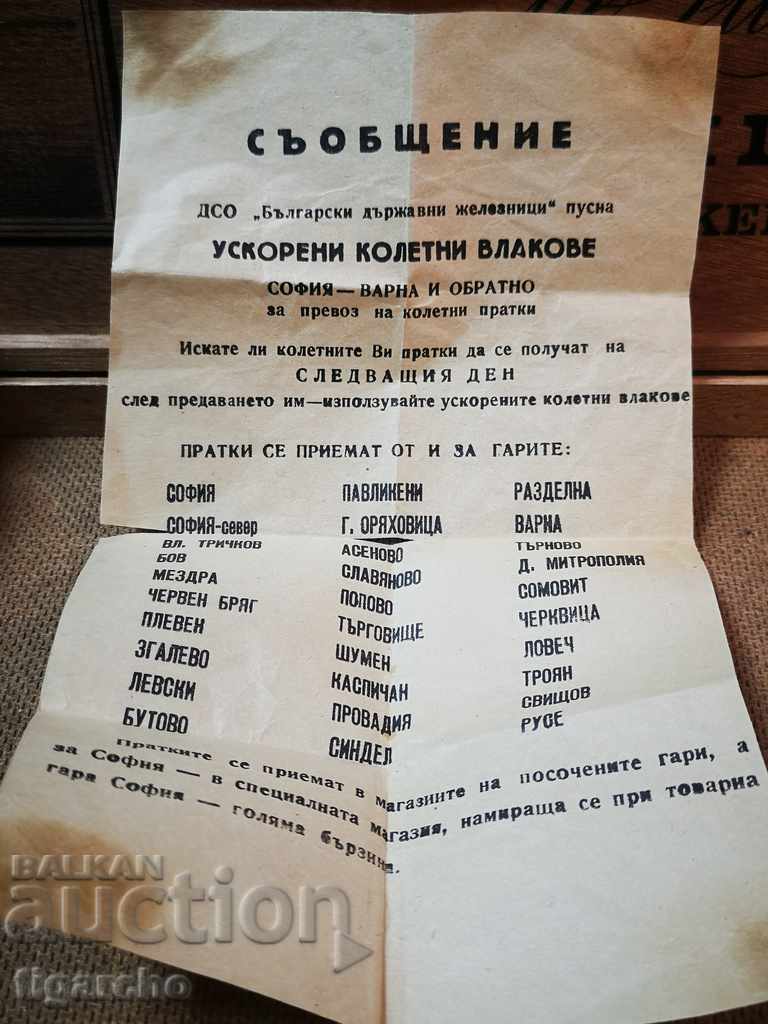 СЪОБЩЕНИЕ
ДСО „Български държавни железници" пусна
УСКОРЕНИ КОЛЕТНИ ВЛАКОВЕ
СОФИЯ — ВАРНА И ОБРАТНО
за превоз на колетни пратки
Искате ли колетните Ви пратки да се получат на
СЛЕДВАЩИЯ ДЕН
след предаването им—използувайте ускорените колетни влакове
ПРАТКИ СЕ ПРИЕМАТ ОТ И ЗА ГАРИТЕ:
СОФИЯ
СОФИЯ-север
ВЛ. ТРИЧКОВ
БОВ
МЕЗДРА
ЧЕРВЕН БРЯГ
ПЛЕВЕН
ЗГАЛЕВО
ЛЕВСКИ
БУТОВО
ПАВЛИКЕНИ
Г. ОРЯХОВИЦА
АСЕНОВО
СЛАВЯНОВО
ПОПОВО
ТЪРГОВИЩЕ
ШУМЕН
КАСПИЧАН
ПРОВАДИЯ
СИНДЕЛ
РАЗДЕЛНА
ВАРНА
ТЪРНОВО
Д. МИТРОПОЛИЯ
СОМОВИТ
ЧЕРКВИЦА
ЛОВЕЧ
ТРОЯН
СВИЩОВ
РУСЕ
Пратките се приемат в магазиите на посочените гари, а
за София — в специалната магазия, намираща се при товарна
гара София — голяма бързина.
BALKAN
auction
figarcho